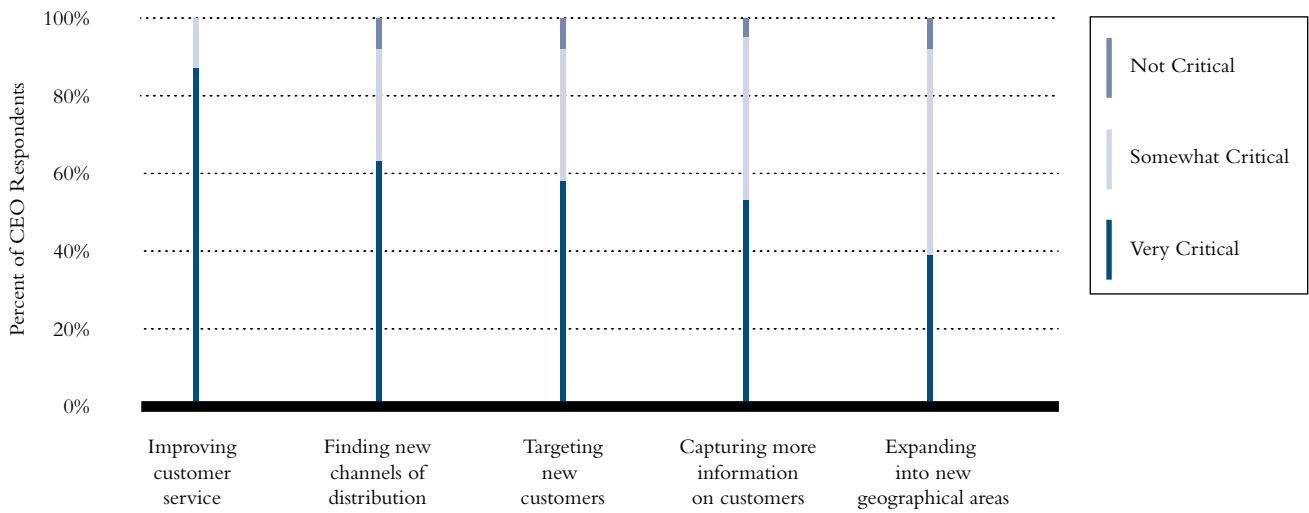 100%
80%
60%
40%
20%
0%
Percent of CEO Respondents
Improving
customer
service
Finding new
channels of
distribution
Targeting
new
customers
Capturing more
information
on customers
Expanding
into new
geographical areas
Not Critical
Somewhat Critical
Very Critical